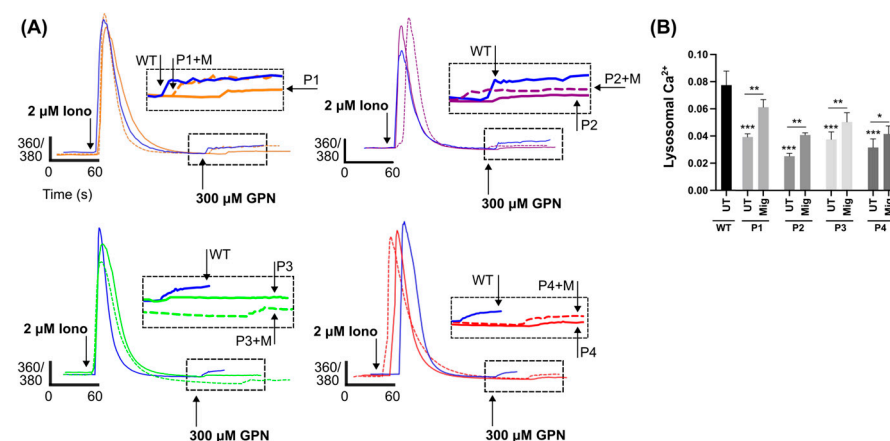 (A)
WT
P1+M
P1
2 µM Iono
360/
380
0
60
Time (s)
300 µM GPN
WT
P2+M
P2
2 µM Iono
360/
380
0
60
300 µM GPN
WT
P3
P3+M
2 µM Iono
360/
380
0
60
300 µM GPN
WT
P4+M
P4
2 µM Iono
360/
380
0
60
300 µM GPN
(B)
Lysosomal Ca²⁺
0.10
0.08
0.06
0.04
0.02
0.00
*** **
*** **
*** **
*** *
UT UT Mig UT Mig UT Mig UT Mig
WT P1 P2 P3 P4